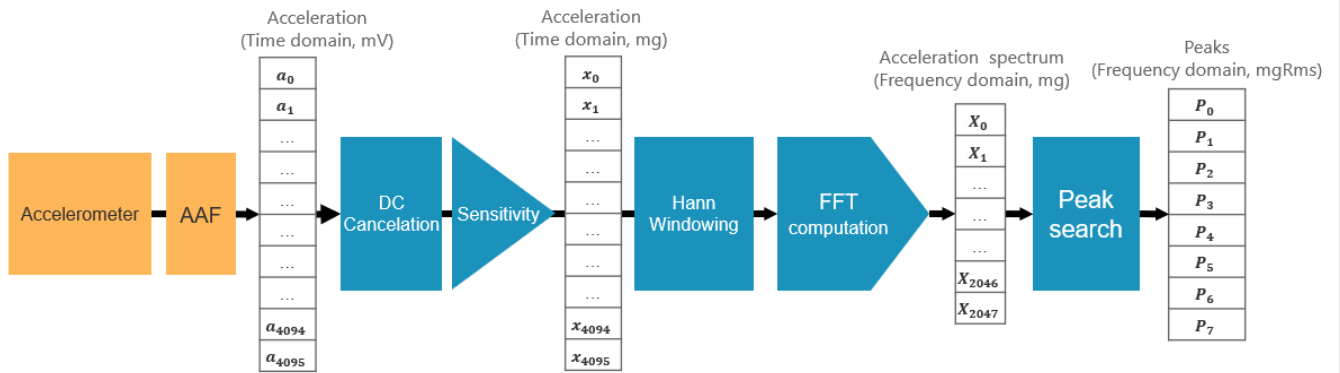 Acceleration
(Time domain, mV)
Acceleration
(Time domain, mg)
Acceleration spectrum
(Frequency domain, mg)
Peaks
(Frequency domain, mgRms)
Accelerometer
AAF
a₀
a₁
...
...
...
...
...
...
a₄₀₉₄
a₄₀₉₅
DC
Cancelation
Sensitivity
x₀
x₁
...
...
...
...
...
...
x₄₀₉₄
x₄₀₉₅
Hann
Windowing
FFT
computation
X₀
X₁
...
...
...
X₂₀₄₆
X₂₀₄₇
Peak
search
P₀
P₁
P₂
P₃
P₄
P₅
P₆
P₇